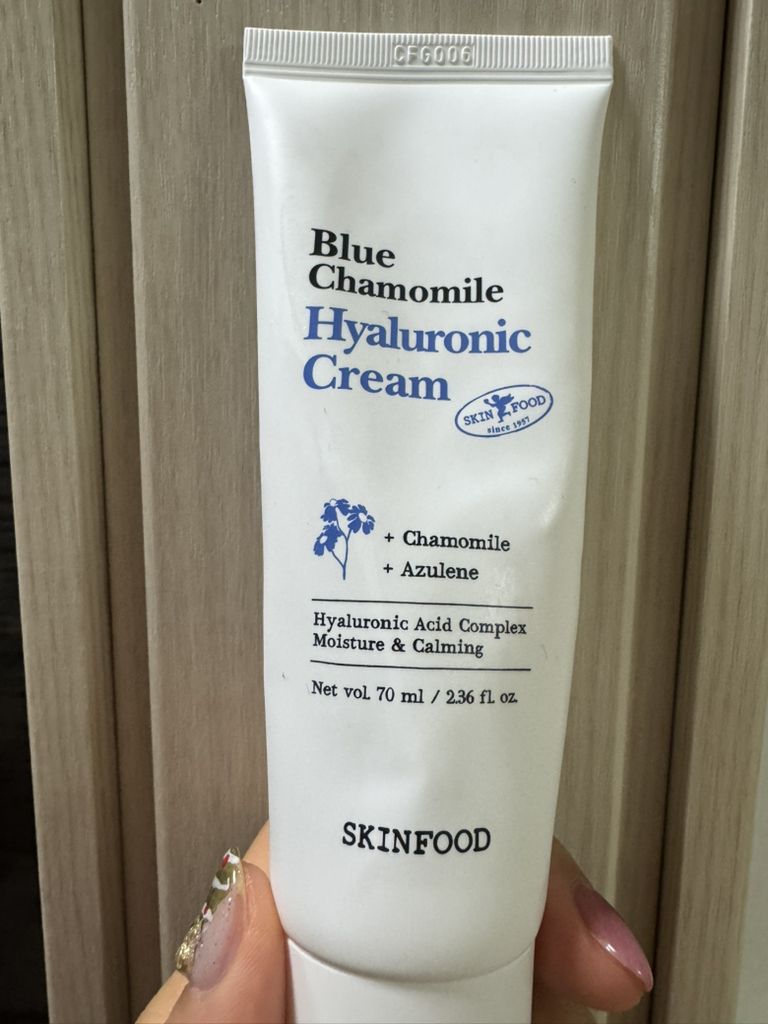 CFG006
Blue
Chamomile
Hyaluronic
Cream
SKIN FOOD
since 1957
+ Chamomile
+ Azulene
Hyaluronic Acid Complex
Moisture & Calming
Net vol. 70 ml / 2.36 fl. oz.
SKINFOOD